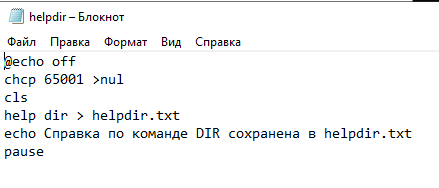 helpdir – Блокнот
Файл Правка Формат Вид Справка
@echo off
chcp 65001 >nul
cls
help dir > helpdir.txt
echo Справка по команде DIR сохранена в helpdir.txt
pause